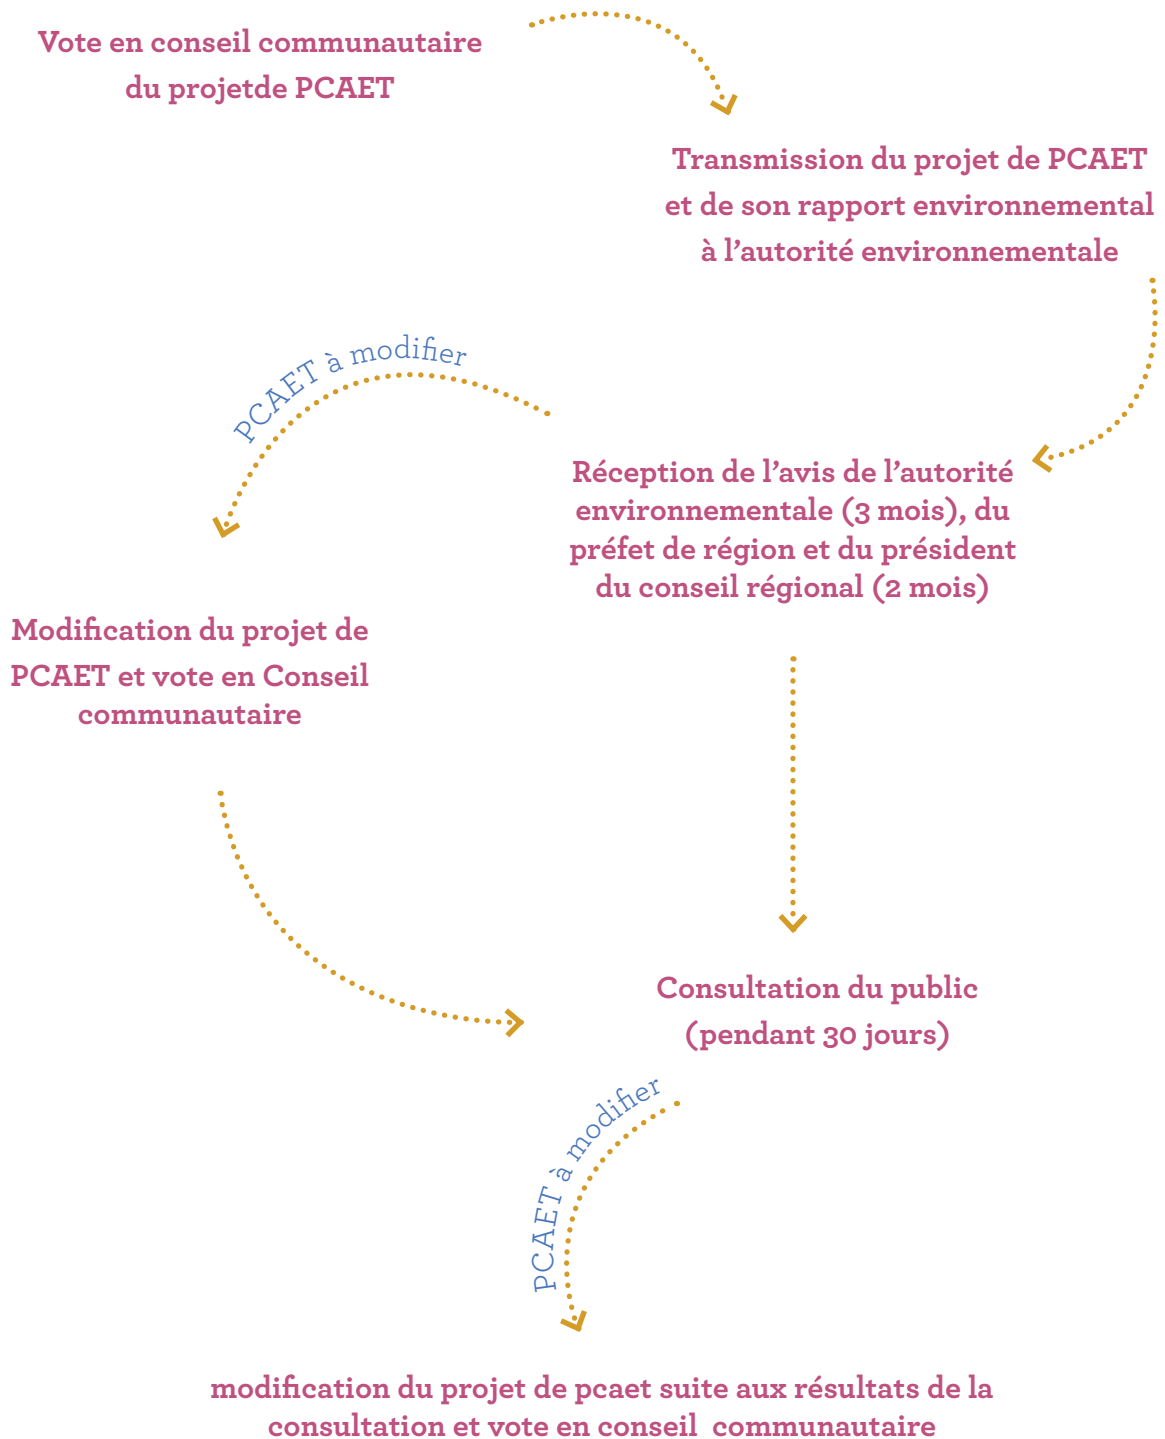 Vote en conseil communautaire
du projetde PCAET
Transmission du projet de PCAET
et de son rapport environnemental
à l’autorité environnementale
PCAET à modifier
Réception de l’avis de l’autorité
environnementale (3 mois), du
préfet de région et du président
du conseil régional (2 mois)
Modification du projet de
PCAET et vote en Conseil
communautaire
Consultation du public
(pendant 30 jours)
PCAET à modifier
modification du projet de pcaet suite aux résultats de la
consultation et vote en conseil  communautaire